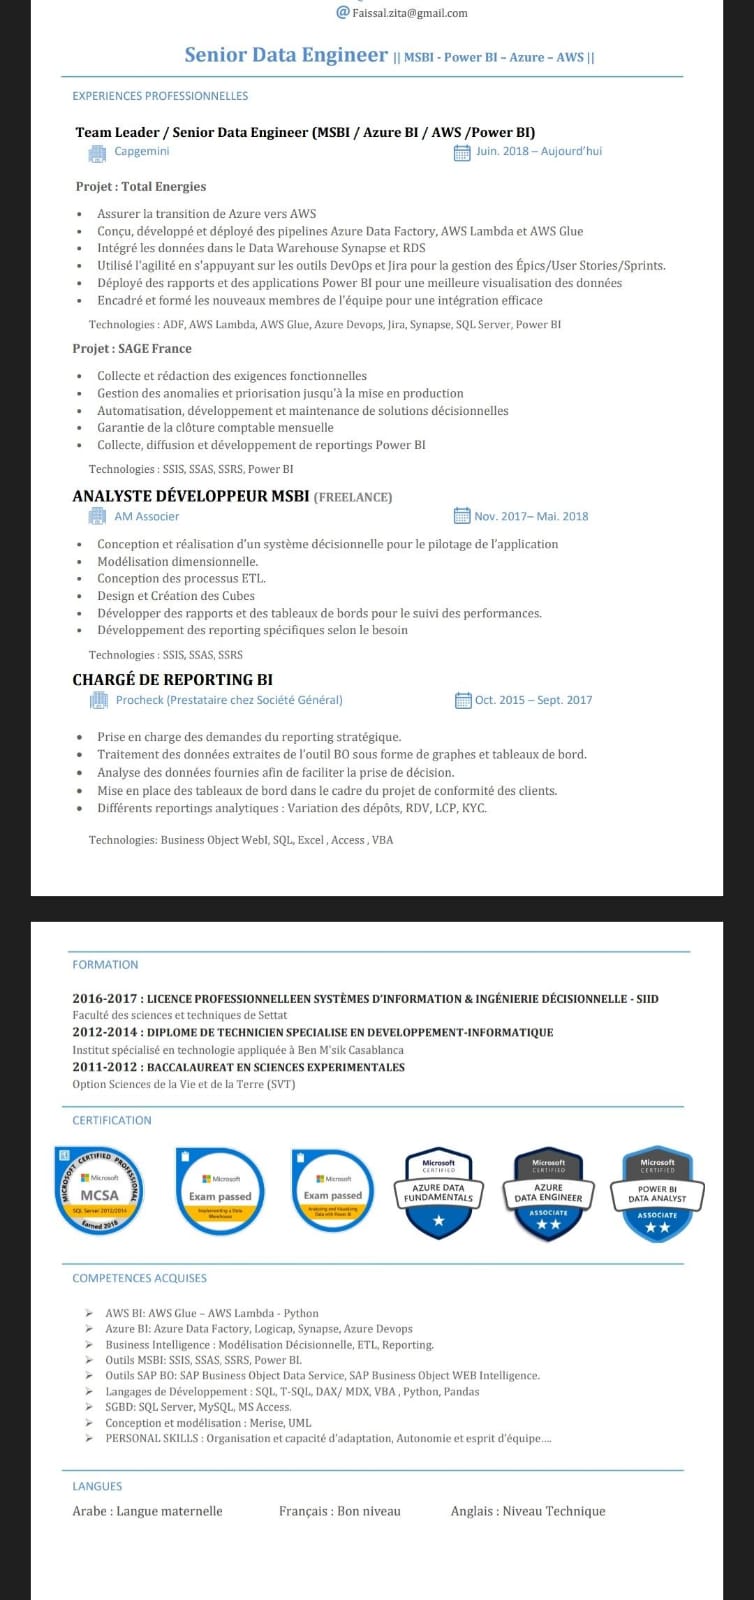 @ Faissal.zita@gmail.com
Senior Data Engineer || MSBI - Power BI – Azure – AWS ||
EXPERIENCES PROFESSIONNELLES
Team Leader / Senior Data Engineer (MSBI / Azure BI / AWS /Power BI)
Capgemini Juin. 2018 – Aujourd'hui
Projet : Total Energies
• Assurer la transition de Azure vers AWS
• Conçu, développé et déployé des pipelines Azure Data Factory, AWS Lambda et AWS Glue
• Intégré les données dans le Data Warehouse Synapse et RDS
• Utilisé l'agilité en s'appuyant sur les outils DevOps et Jira pour la gestion des Épics/User Stories/Sprints.
• Déployé des rapports et des applications Power BI pour une meilleure visualisation des données
• Encadré et formé les nouveaux membres de l'équipe pour une intégration efficace
Technologies : ADF, AWS Lambda, AWS Glue, Azure Devops, Jira, Synapse, SQL Server, Power BI
Projet : SAGE France
• Collecte et rédaction des exigences fonctionnelles
• Gestion des anomalies et priorisation jusqu'à la mise en production
• Automatisation, développement et maintenance de solutions décisionnelles
• Garantie de la clôture comptable mensuelle
• Collecte, diffusion et développement de reportings Power BI
Technologies : SSIS, SSAS, SSRS, Power BI
ANALYSTE DÉVELOPPEUR MSBI (FREELANCE)
AM Associer Nov. 2017– Mai. 2018
• Conception et réalisation d'un système décisionnelle pour le pilotage de l'application
• Modélisation dimensionnelle.
• Conception des processus ETL.
• Design et Création des Cubes
• Développer des rapports et des tableaux de bords pour le suivi des performances.
• Développement des reporting spécifiques selon le besoin
Technologies : SSIS, SSAS, SSRS
CHARGÉ DE REPORTING BI
Procheck (Prestataire chez Société Général) Oct. 2015 – Sept. 2017
• Prise en charge des demandes du reporting stratégique.
• Traitement des données extraites de l'outil BO sous forme de graphes et tableaux de bord.
• Analyse des données fournies afin de faciliter la prise de décision.
• Mise en place des tableaux de bord dans le cadre du projet de conformité des clients.
• Différents reportings analytiques : Variation des dépôts, RDV, LCP, KYC.
Technologies: Business Object WebI, SQL, Excel , Access , VBA
FORMATION
2016-2017 : LICENCE PROFESSIONNELLEEN SYSTÈMES D'INFORMATION & INGÉNIERIE DÉCISIONNELLE - SIID
Faculté des sciences et techniques de Settat
2012-2014 : DIPLOME DE TECHNICIEN SPECIALISE EN DEVELOPPEMENT-INFORMATIQUE
Institut spécialisé en technologie appliquée à Ben M'sik Casablanca
2011-2012 : BACCALAUREAT EN SCIENCES EXPERIMENTALES
Option Sciences de la Vie et de la Terre (SVT)
CERTIFICATION
MICROSOFT CERTIFIED PROFESSIONAL
Microsoft
MCSA
SQL Server 2012/2014
Earned 2018
Microsoft
Exam passed
Implementing a Data
Warehouse
Microsoft
Exam passed
Analyzing and Visualizing
Data with Power BI
Microsoft
CERTIFIED
AZURE DATA
FUNDAMENTALS
Microsoft
CERTIFIED
AZURE
DATA ENGINEER
ASSOCIATE
Microsoft
CERTIFIED
POWER BI
DATA ANALYST
ASSOCIATE
COMPETENCES ACQUISES
➢ AWS BI: AWS Glue – AWS Lambda - Python
➢ Azure BI: Azure Data Factory, Logicap, Synapse, Azure Devops
➢ Business Intelligence : Modélisation Décisionnelle, ETL, Reporting.
➢ Outils MSBI: SSIS, SSAS, SSRS, Power BI.
➢ Outils SAP BO: SAP Business Object Data Service, SAP Business Object WEB Intelligence.
➢ Langages de Développement : SQL, T-SQL, DAX/ MDX, VBA , Python, Pandas
➢ SGBD: SQL Server, MySQL, MS Access.
➢ Conception et modélisation : Merise, UML
➢ PERSONAL SKILLS : Organisation et capacité d'adaptation, Autonomie et esprit d'équipe....
LANGUES
Arabe : Langue maternelle Français : Bon niveau Anglais : Niveau Technique